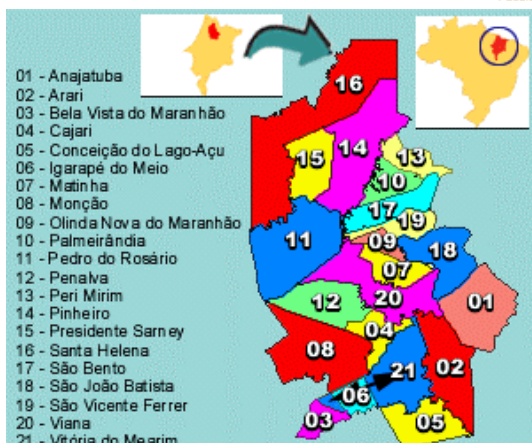 01 - Anajatuba
02 - Arari
03 - Bela Vista do Maranhão
04 - Cajari
05 - Conceição do Lago-Açu
06 - Igarapé do Meio
07 - Matinha
08 - Monção
09 - Olinda Nova do Maranhão
10 - Palmeirândia
11 - Pedro do Rosário
12 - Penalva
13 - Peri Mirim
14 - Pinheiro
15 - Presidente Sarney
16 - Santa Helena
17 - São Bento
18 - São João Batista
19 - São Vicente Ferrer
20 - Viana
21 - Vitória do Mearim
16
15
14
13
10
17
19
11
09
18
07
20
01
12
04
08
21
02
06
03
05